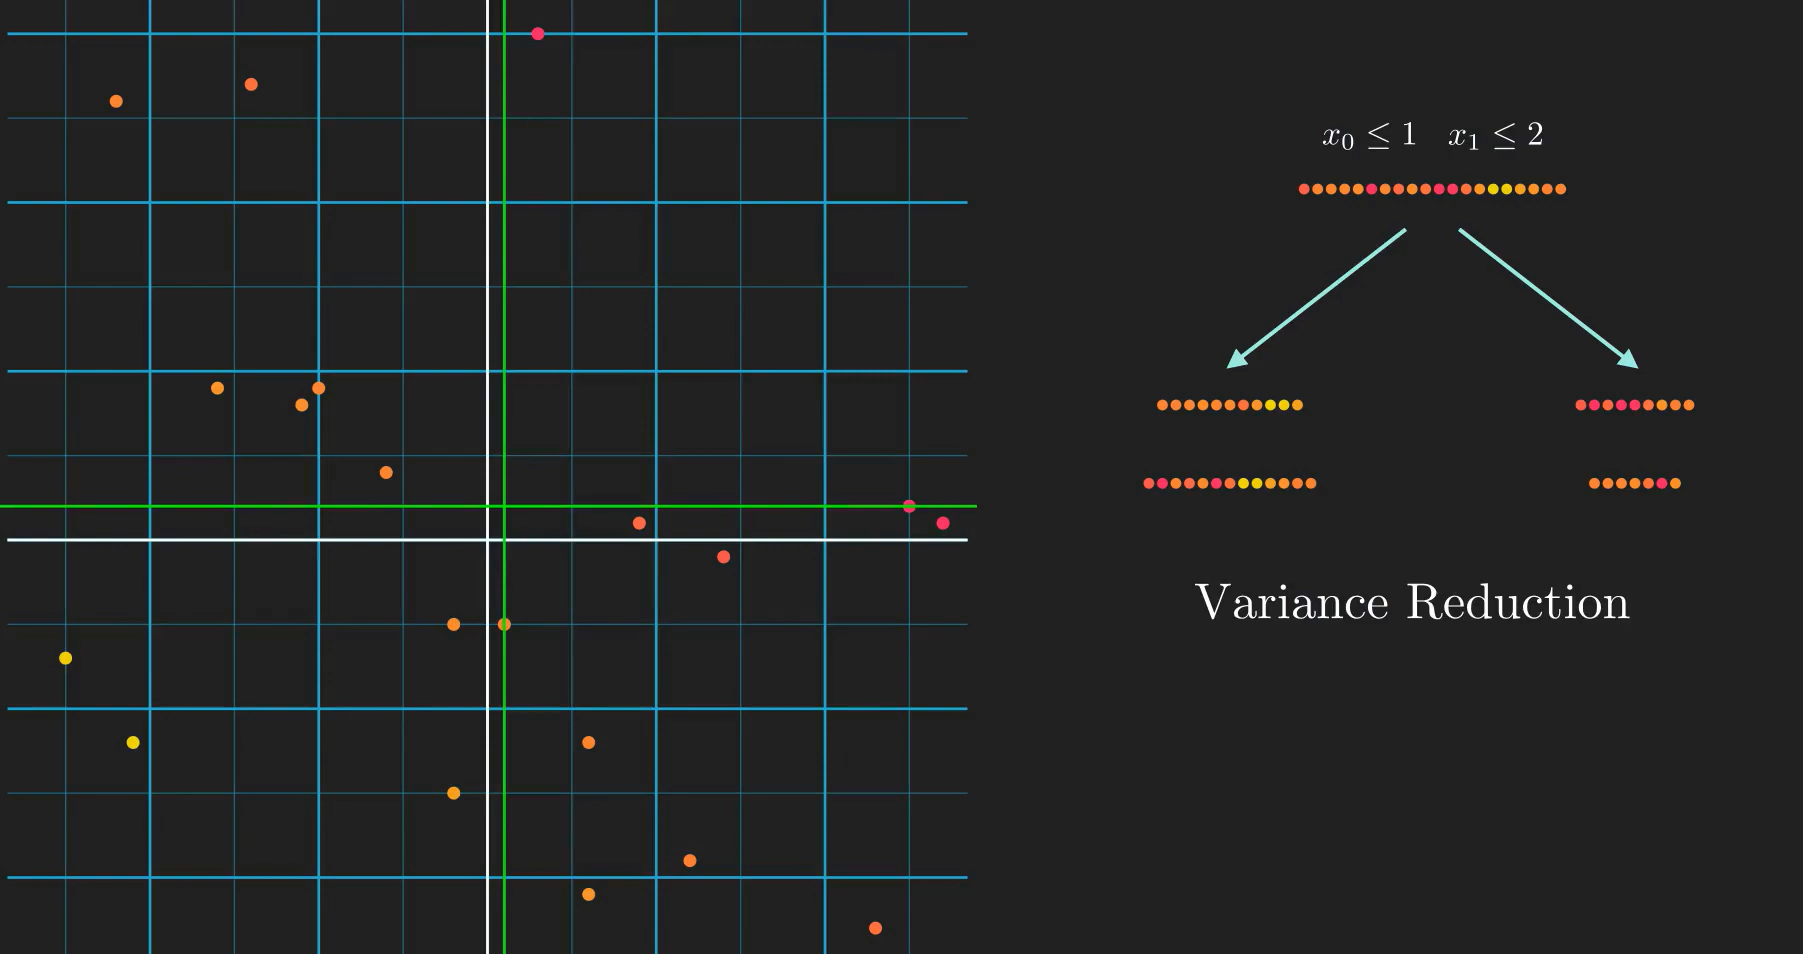 x₀ ≤ 1 x₁ ≤ 2
Variance Reduction